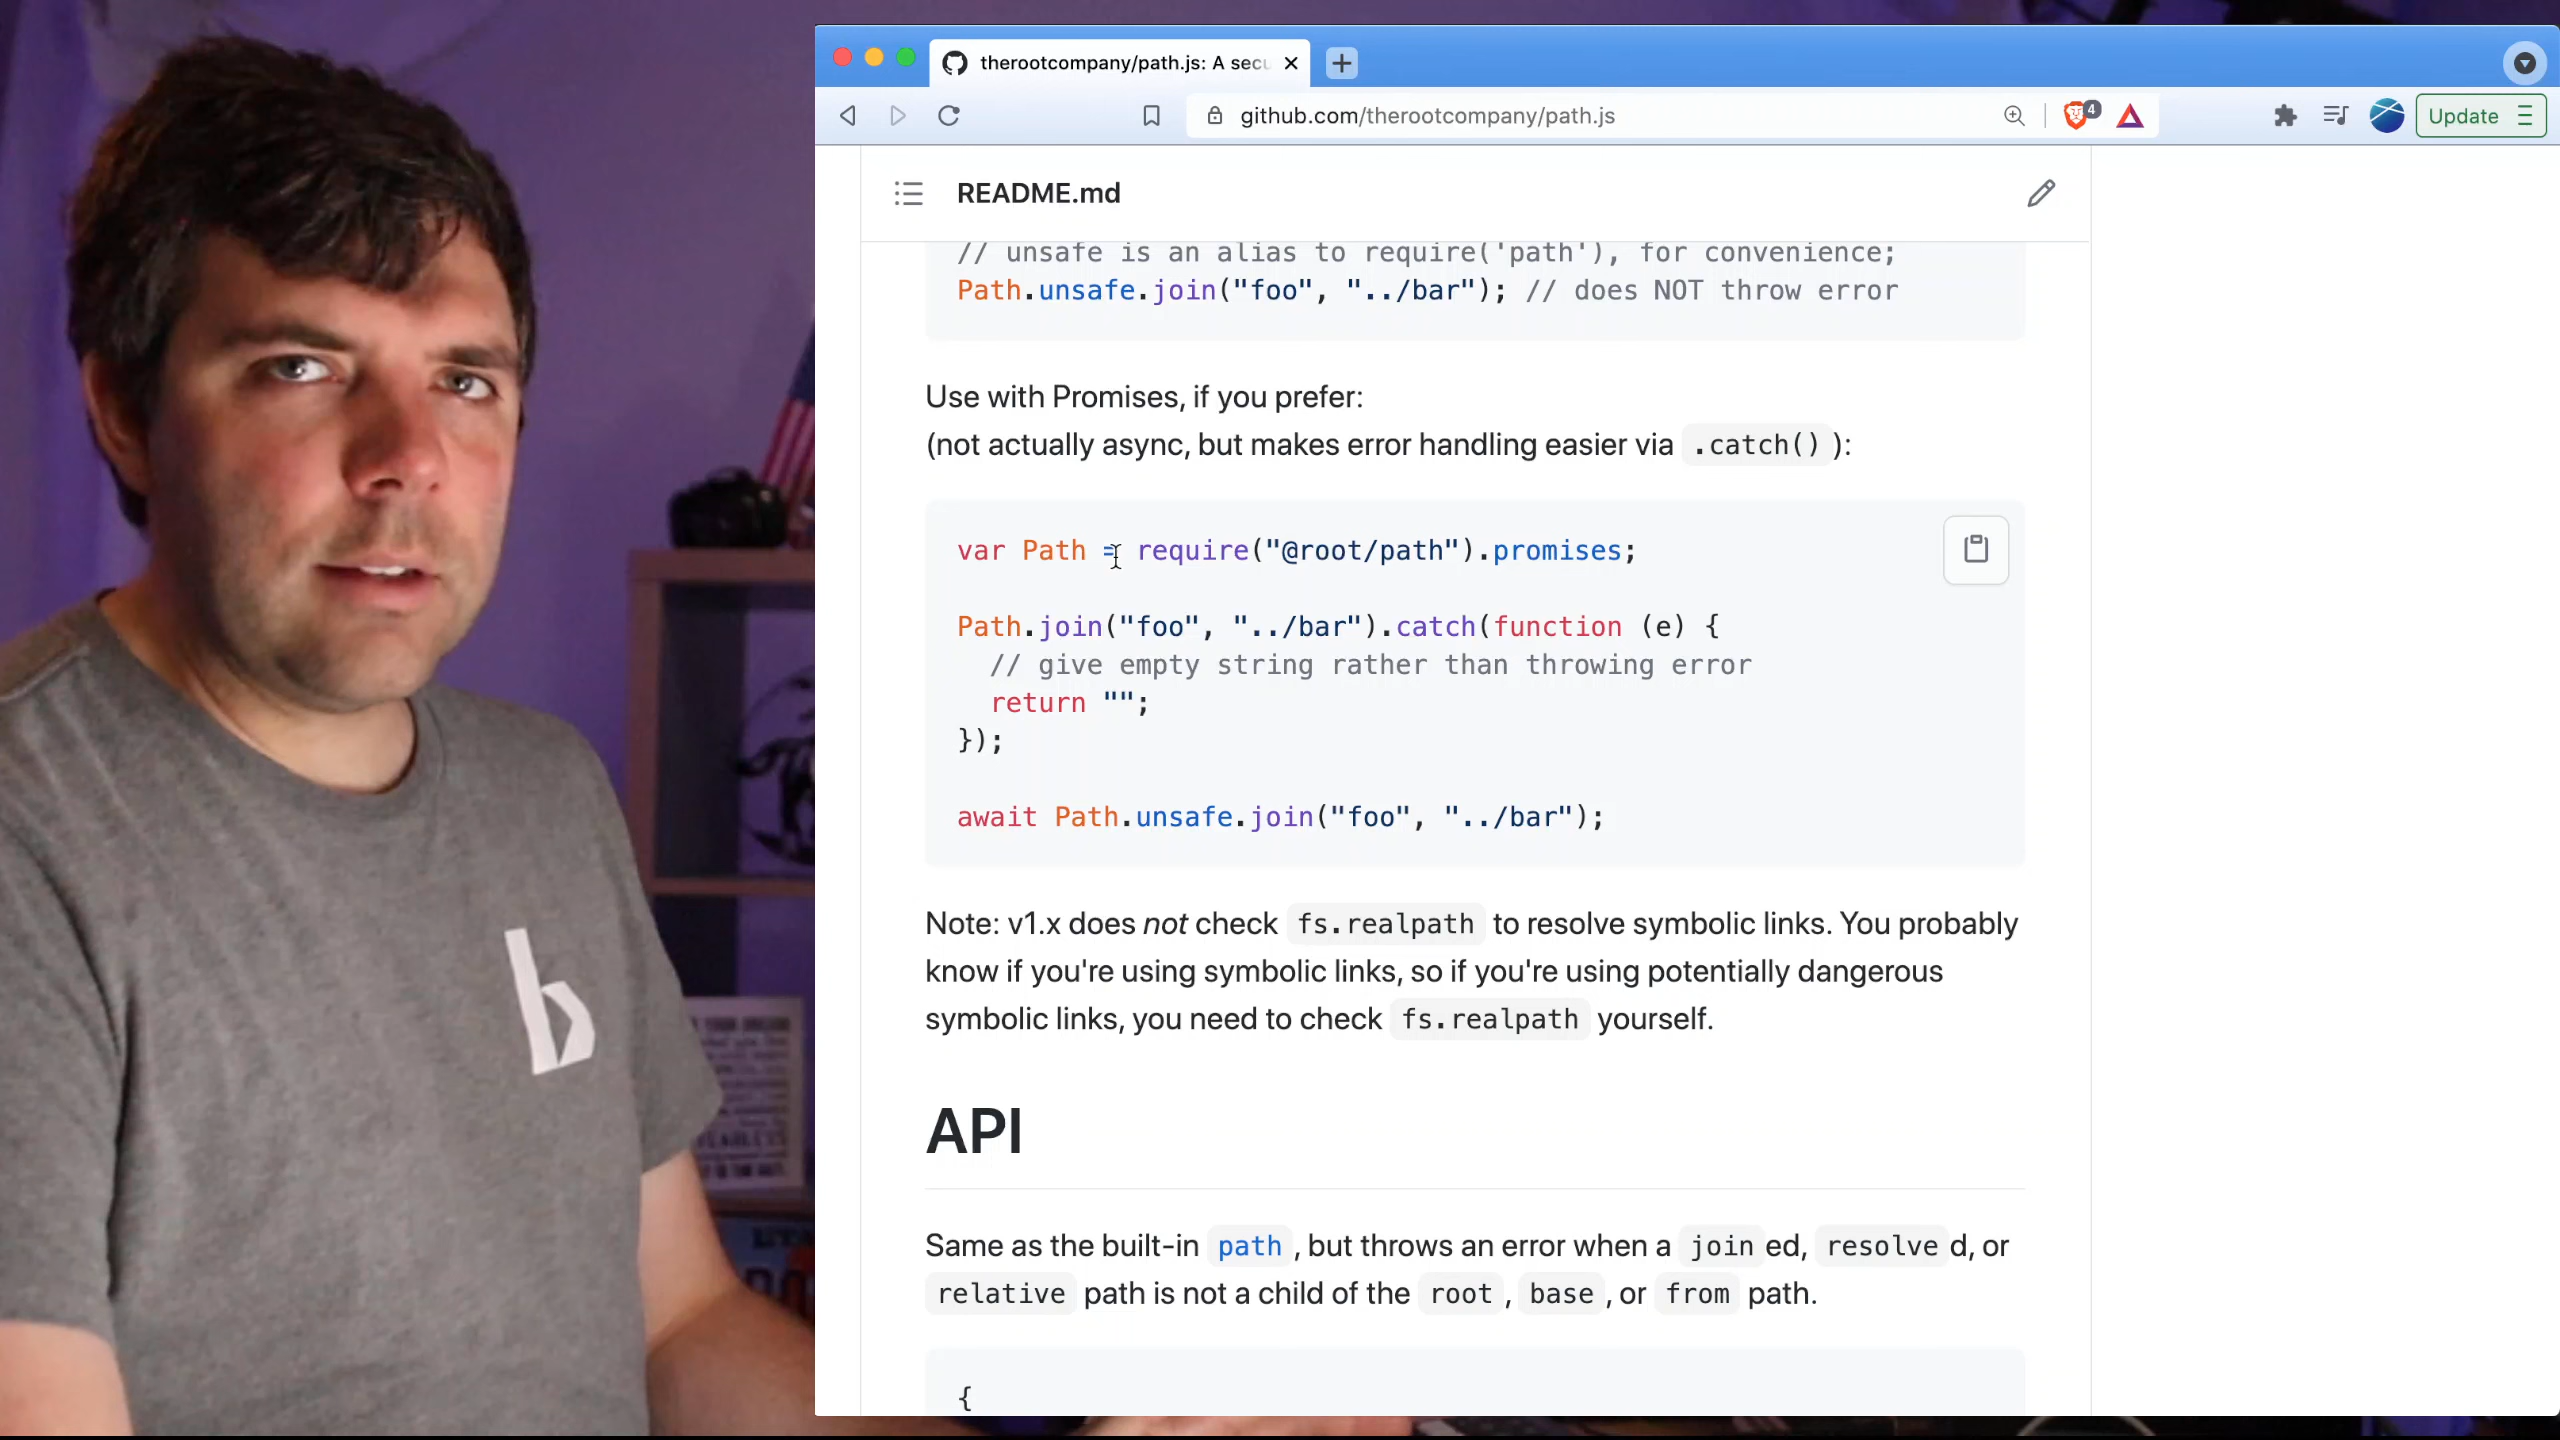 therootcompany/path.js: A secu
github.com/therootcompany/path.js
4
Update
README.md
// unsafe is an alias to require('path'), for convenience;
Path.unsafe.join("foo", "../bar"); // does NOT throw error
Use with Promises, if you prefer:
(not actually async, but makes error handling easier via .catch() ):
var Path = require("@root/path").promises;
Path.join("foo", "../bar").catch(function (e) {
// give empty string rather than throwing error
return "";
});
await Path.unsafe.join("foo", "../bar");
Note: v1.x does not check fs.realpath to resolve symbolic links. You probably
know if you're using symbolic links, so if you're using potentially dangerous
symbolic links, you need to check fs.realpath yourself.
API
Same as the built-in path , but throws an error when a join ed, resolve d, or
relative path is not a child of the root , base , or from path.
{
b